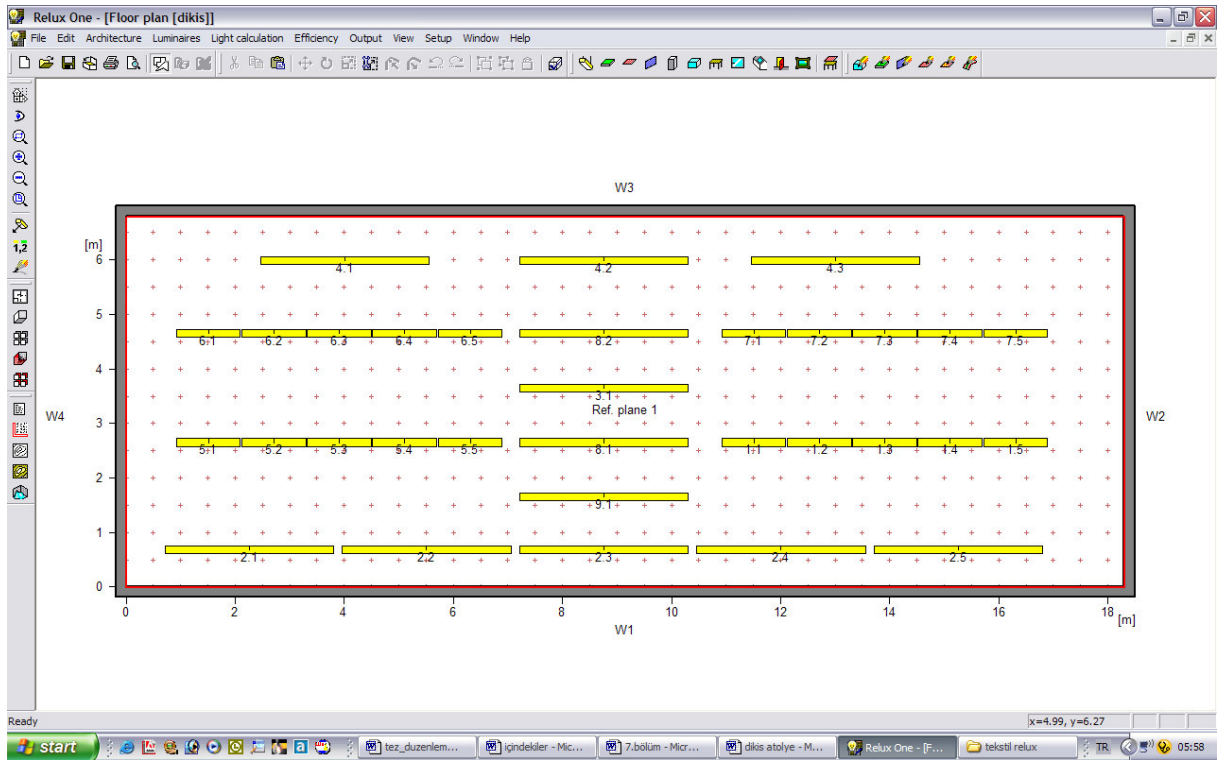 Relux One - [Floor plan [dikis]]
File Edit Architecture Luminaires Light calculation Efficiency Output View Setup Window Help
1,2
W3
[m]
6
4.1 4.2 4.3
5
6.1 6.2 6.3 6.4 6.5 8.2 7.1 7.2 7.3 7.4 7.5
4
3.1
Ref. plane 1
W4 3 W2
5.1 5.2 5.3 5.4 5.5 8.1 1.1 1.2 1.3 1.4 1.5
2
9.1
1
2.1 2.2 2.3 2.4 2.5
0
0 2 4 6 8 10 12 14 16 18 [m]
W1
Ready x=4.99, y=6.27
start tez_duzenlem... içindekiler - Mic... 7.bölüm - Micr... dikis atolye - M... Relux One - [F... tekstil relux TR 05:58